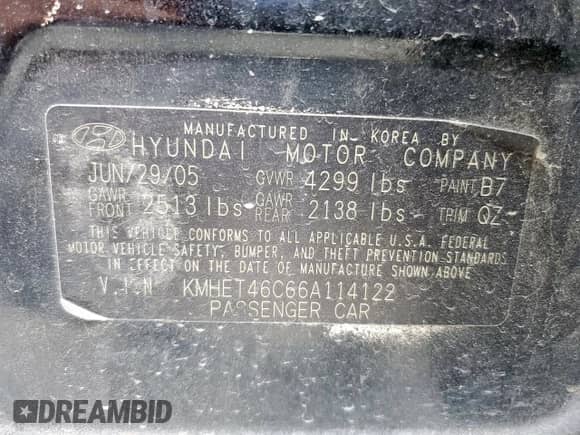 MANUFACTURED IN KOREA BY
HYUNDAI MOTOR COMPANY
JUN/29/05 GVWR 4299 lbs PAINT B7
GAWR FRONT 2513 lbs GAWR REAR 2138 lbs TRIM QZ
THIS VEHICLE CONFORMS TO ALL APPLICABLE U.S.A. FEDERAL
MOTOR VEHICLE SAFETY, BUMPER, AND THEFT PREVENTION STANDARDS
IN EFFECT ON THE DATE OF MANUFACTURE SHOWN ABOVE
V.I.N. KMHET46C66A114122
PASSENGER CAR
DREAMBID